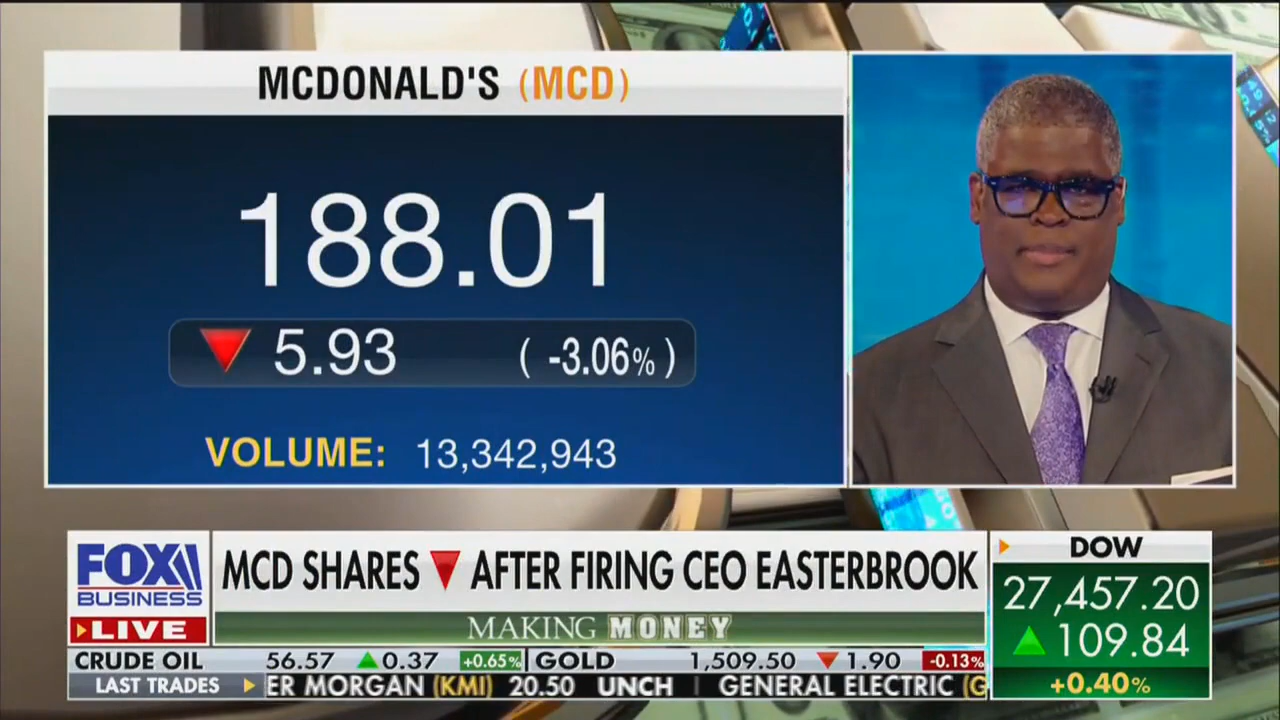 MCDONALD'S (MCD)
188.01
▼ 5.93 ( -3.06% )
VOLUME: 13,342,943
FOX BUSINESS
LIVE
MCD SHARES ▼ AFTER FIRING CEO EASTERBROOK
MAKING MONEY
DOW
27,457.20
▲ 109.84
+0.40%
CRUDE OIL 56.57 ▲ 0.37 +0.65% GOLD 1,509.50 ▼ 1.90 -0.13%
LAST TRADES ER MORGAN (KMI) 20.50 UNCH GENERAL ELECTRIC (G